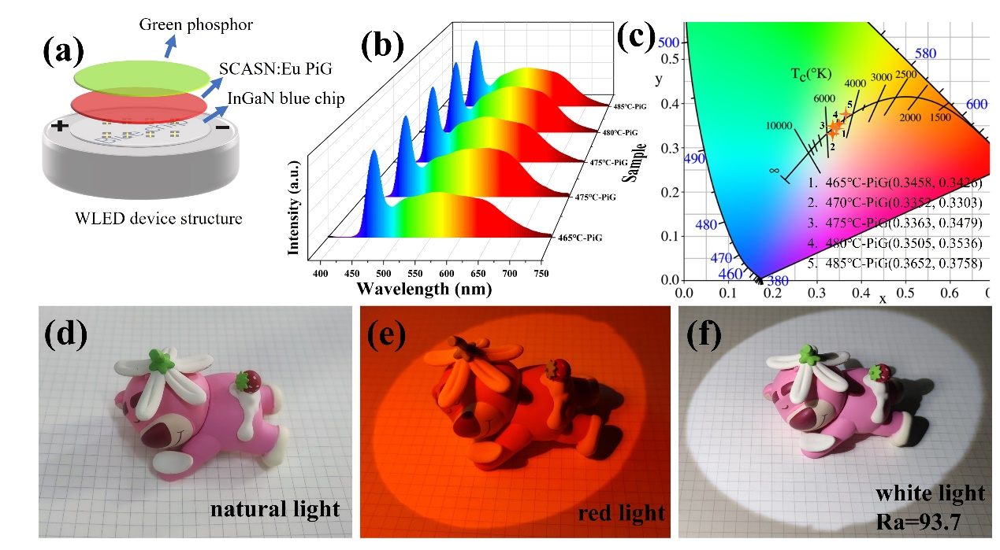 (a)
Green phosphor
SCASN:Eu PiG
InGaN blue chip
+
−
WLED device structure
(b)
Intensity (a.u.)
485℃-PiG
480℃-PiG
475℃-PiG
475℃-PiG
465℃-PiG
Sample
400 450 500 550 600 650 700 750
Wavelength (nm)
(c)
500
0.5
y
0.4
0.3
0.2
0.1
0.0
490
480
470
460
380
580
600
Tc(°K)
4000 3000 2500
6000
10000
2000 1500
∞
5
4
3
1
2
1. 465℃-PiG(0.3458, 0.3426)
2. 470℃-PiG(0.3352, 0.3303)
3. 475℃-PiG(0.3363, 0.3479)
4. 480℃-PiG(0.3505, 0.3536)
5. 485℃-PiG(0.3652, 0.3758)
0.0 0.1 0.2 0.3 0.4 0.5 0.6
x
(d)
natural light
(e)
red light
(f)
white light
Ra=93.7